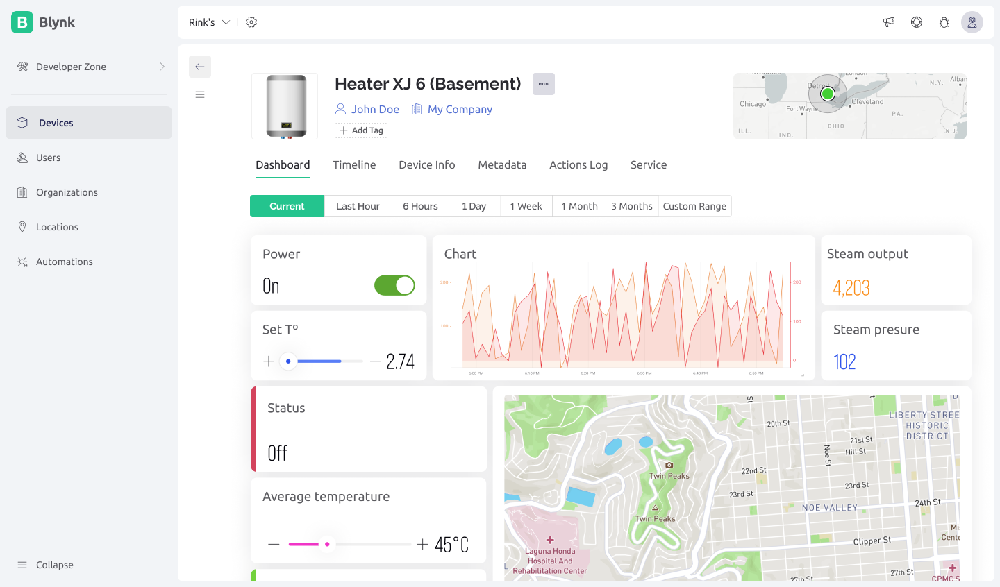 B Blynk
Rink's
Developer Zone
Devices
Users
Organizations
Locations
Automations
Collapse
Heater XJ 6 (Basement)
John Doe
My Company
Add Tag
London
Detroit
N.Y.
Chicago
Cleveland
Fort Wayne
PA.
OHIO
ILL.
IND.
N.J.
Dashboard
Timeline
Device Info
Metadata
Actions Log
Service
Current
Last Hour
6 Hours
1 Day
1 Week
1 Month
3 Months
Custom Range
Power
On
Set Tº
2.74
Chart
200
100
200
100
0
6:00 PM
6:10 PM
6:20 PM
6:30 PM
6:40 PM
6:50 PM
Steam output
4,203
Steam presure
102
Status
Off
Average temperature
45°C
St
20th St
LIBERTY STREE
HISTORIC
DISTRICT
21st St
Hill St
Noe St
Twin Peaks
22nd St
23rd St
23rd St
24th St
NOE VALLEY
Twin Peaks
Mis
Cente
Clipper St
Laguna Honda
Hospital And
Rehabilitation Center
27th St
27th St
CPMC S